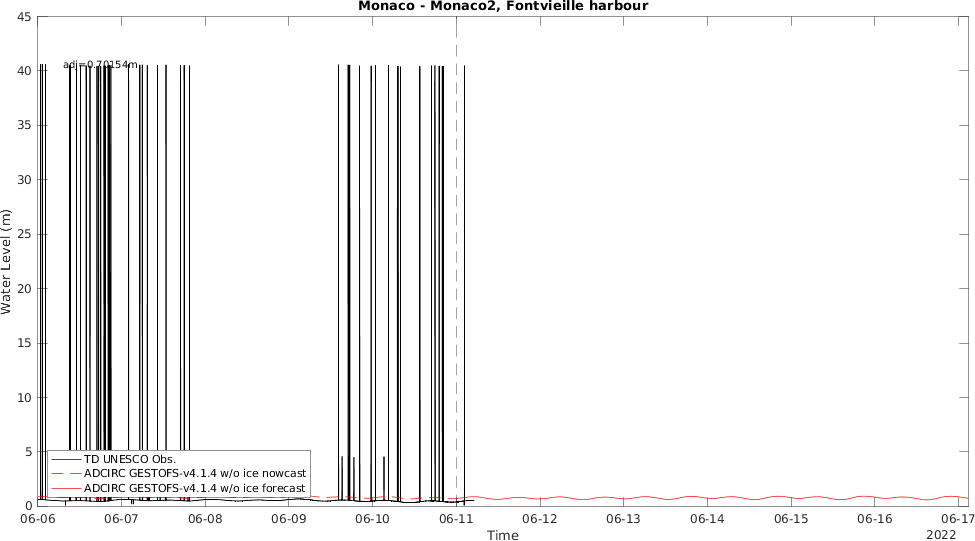 Monaco - Monaco2, Fontvieille harbour
45
40
35
30
25
20
15
10
5
0
Water Level (m)
adj=0.70154m
TD UNESCO Obs.
ADCIRC GESTOFS-v4.1.4 w/o ice nowcast
ADCIRC GESTOFS-v4.1.4 w/o ice forecast
06-06 06-07 06-08 06-09 06-10 06-11 06-12 06-13 06-14 06-15 06-16 06-17
Time
2022